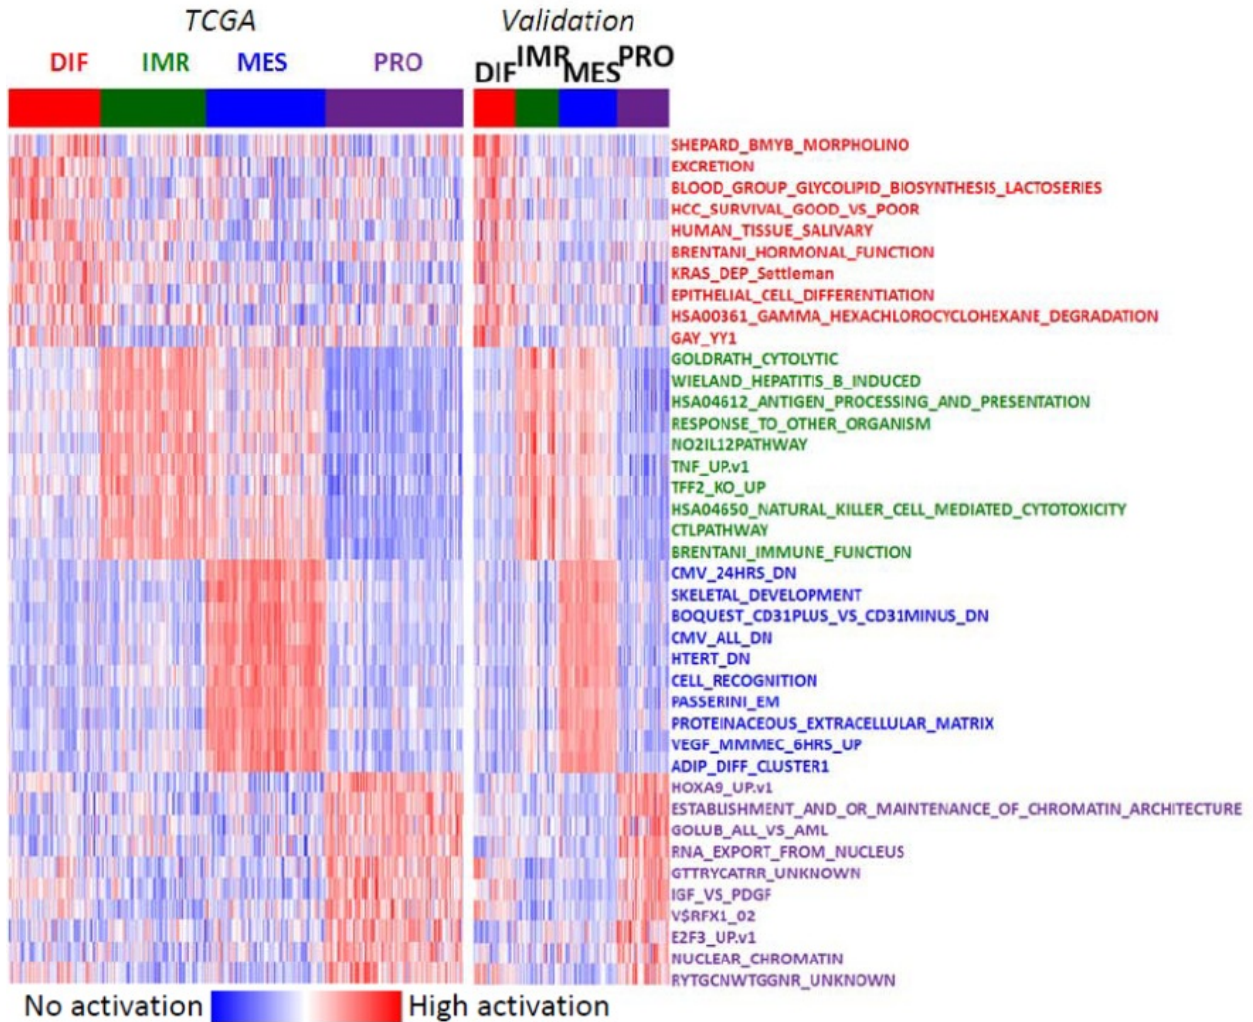 TCGA
Validation
DIF IMR MES PRO
DIF IMR MES PRO
SHEPARD_BMYB_MORPHOLINO
EXCRETION
BLOOD_GROUP_GLYCOLIPID_BIOSYNTHESIS_LACTOSERIES
HCC_SURVIVAL_GOOD_VS_POOR
HUMAN_TISSUE_SALIVARY
BRENTANI_HORMONAL_FUNCTION
KRAS_DEP_Settleman
EPITHELIAL_CELL_DIFFERENTIATION
HSA00361_GAMMA_HEXACHLOROCYCLOHEXANE_DEGRADATION
GAY_YY1
GOLDRATH_CYTOLYTIC
WIELAND_HEPATITIS_B_INDUCED
HSA04612_ANTIGEN_PROCESSING_AND_PRESENTATION
RESPONSE_TO_OTHER_ORGANISM
NO2IL12PATHWAY
TNF_UP.v1
TFF2_KO_UP
HSA04650_NATURAL_KILLER_CELL_MEDIATED_CYTOTOXICITY
CTLPATHWAY
BRENTANI_IMMUNE_FUNCTION
CMV_24HRS_DN
SKELETAL_DEVELOPMENT
BOQUEST_CD31PLUS_VS_CD31MINUS_DN
CMV_ALL_DN
HTERT_DN
CELL_RECOGNITION
PASSERINI_EM
PROTEINACEOUS_EXTRACELLULAR_MATRIX
VEGF_MMMEC_6HRS_UP
ADIP_DIFF_CLUSTER1
HOXA9_UP.v1
ESTABLISHMENT_AND_OR_MAINTENANCE_OF_CHROMATIN_ARCHITECTURE
GOLUB_ALL_VS_AML
RNA_EXPORT_FROM_NUCLEUS
GTTRYCATRR_UNKNOWN
IGF_VS_PDGF
V$RFX1_02
E2F3_UP.v1
NUCLEAR_CHROMATIN
RYTGCNWTGGNR_UNKNOWN
No activation
High activation